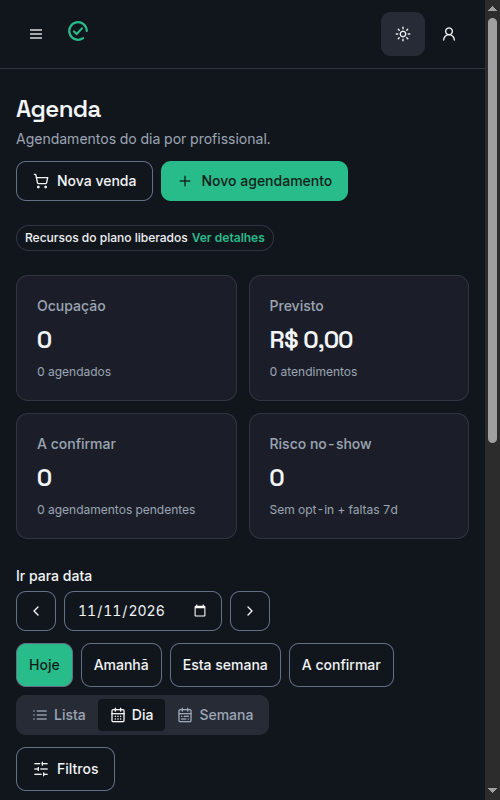 Agenda
Agendamentos do dia por profissional.
Nova venda
Novo agendamento
Recursos do plano liberados Ver detalhes
Ocupação
0
0 agendados
Previsto
R$ 0,00
0 atendimentos
A confirmar
0
0 agendamentos pendentes
Risco no-show
0
Sem opt-in + faltas 7d
Ir para data
11/11/2026
Hoje
Amanhã
Esta semana
A confirmar
Lista
Dia
Semana
Filtros